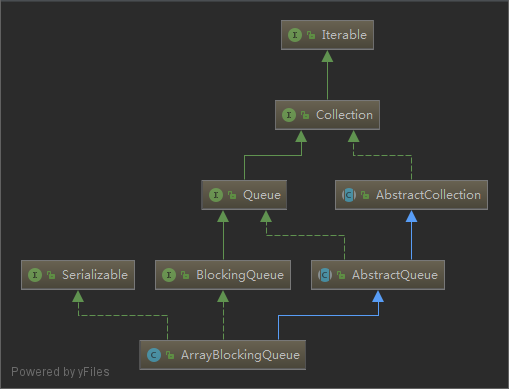 Iterable
Collection
Queue
AbstractCollection
Serializable
BlockingQueue
AbstractQueue
ArrayBlockingQueue
Powered by yFiles